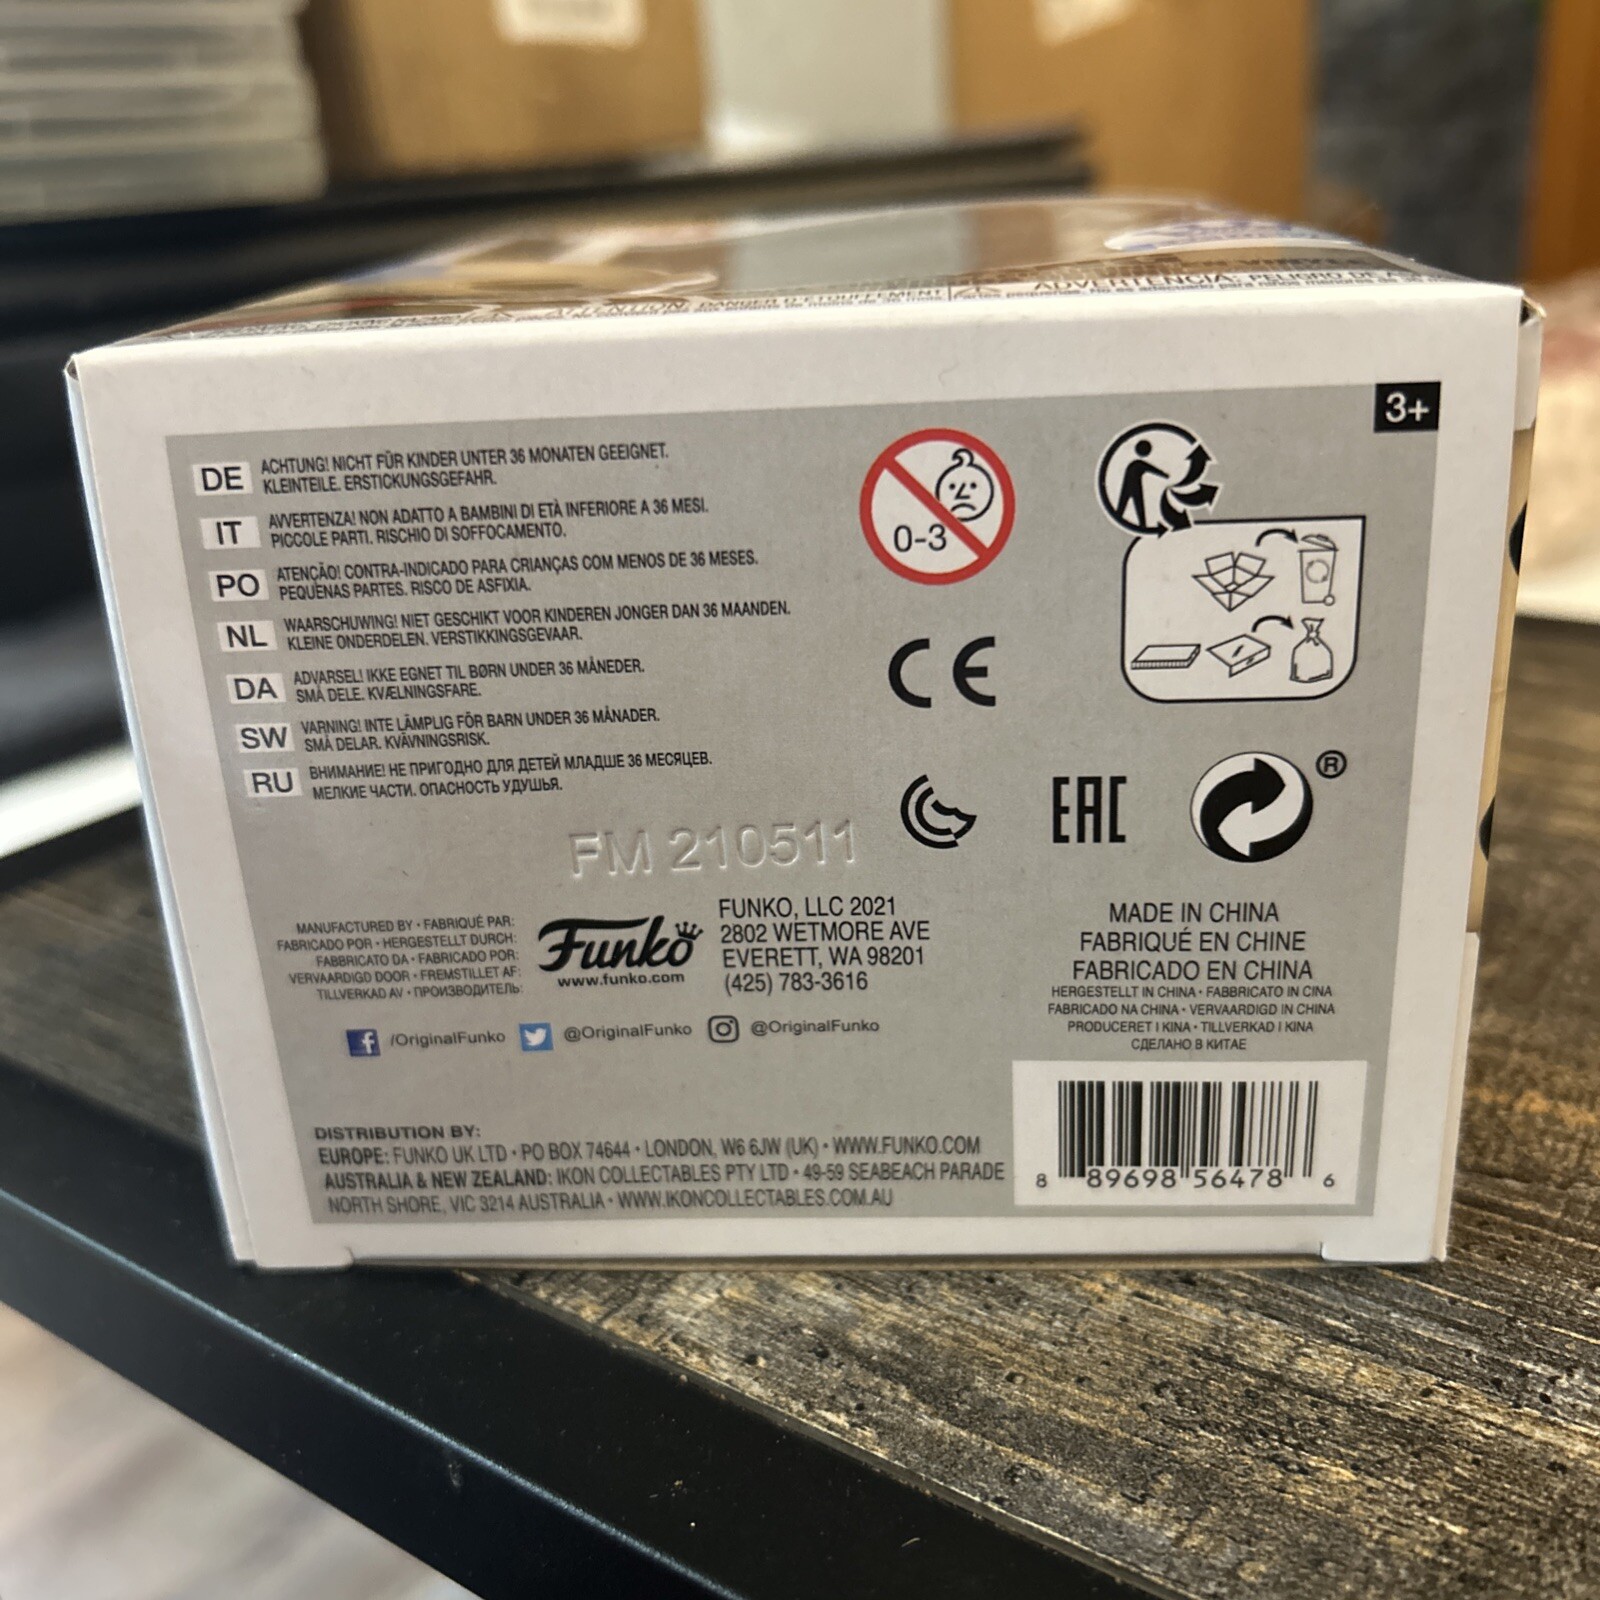 ATTENTION: DANGER D'ÉTOUFFEMENT
ADVERTENCIA: PELIGRO DE
3+
DE ACHTUNG! NICHT FÜR KINDER UNTER 36 MONATEN GEEIGNET.
KLEINTEILE. ERSTICKUNGSGEFAHR.
IT AVVERTENZA! NON ADATTO A BAMBINI DI ETÀ INFERIORE A 36 MESI.
PICCOLE PARTI. RISCHIO DI SOFFOCAMENTO.
PO ATENÇÃO! CONTRA-INDICADO PARA CRIANÇAS COM MENOS DE 36 MESES.
PEQUENAS PARTES. RISCO DE ASFIXIA.
NL WAARSCHUWING! NIET GESCHIKT VOOR KINDEREN JONGER DAN 36 MAANDEN.
KLEINE ONDERDELEN. VERSTIKKINGSGEVAAR.
DA ADVARSEL! IKKE EGNET TIL BØRN UNDER 36 MÅNEDER.
SMÅ DELE. KVÆLNINGSFARE.
SW VARNING! INTE LÄMPLIG FÖR BARN UNDER 36 MÅNADER.
SMÅ DELAR. KVÄVNINGSRISK.
RU ВНИМАНИЕ! НЕ ПРИГОДНО ДЛЯ ДЕТЕЙ МЛАДШЕ 36 МЕСЯЦЕВ.
МЕЛКИЕ ЧАСТИ. ОПАСНОСТЬ УДУШЬЯ.
0-3
CE
EAC
®
FM 210511
MANUFACTURED BY • FABRIQUÉ PAR:
FABRICADO POR • HERGESTELLT DURCH:
FABBRICATO DA • FABRICADO POR:
VERVAARDIGD DOOR • FREMSTILLET AF:
TILLVERKAD AV • ПРОИЗВОДИТЕЛЬ:
Funko
www.funko.com
FUNKO, LLC 2021
2802 WETMORE AVE
EVERETT, WA 98201
(425) 783-3616
MADE IN CHINA
FABRIQUÉ EN CHINE
FABRICADO EN CHINA
HERGESTELLT IN CHINA • FABBRICATO IN CINA
FABRICADO NA CHINA • VERVAARDIGD IN CHINA
PRODUCERET I KINA • TILLVERKAD I KINA
СДЕЛАНО В КИТАЕ
f /OriginalFunko @OriginalFunko @OriginalFunko
DISTRIBUTION BY:
EUROPE: FUNKO UK LTD • PO BOX 74644 • LONDON, W6 6JW (UK) • WWW.FUNKO.COM
AUSTRALIA & NEW ZEALAND: IKON COLLECTABLES PTY LTD • 49-59 SEABEACH PARADE
NORTH SHORE, VIC 3214 AUSTRALIA • WWW.IKONCOLLECTABLES.COM.AU
8 89698 56478 6